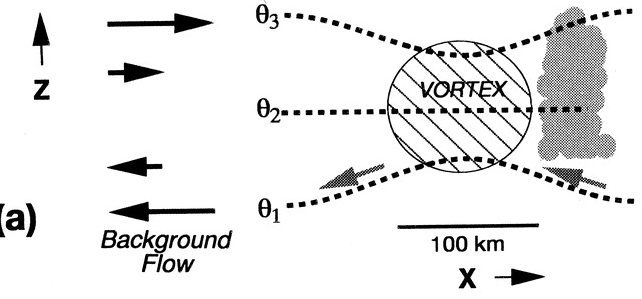 θ3
Z
VORTEX
θ2
θ1
(a)
Background
Flow
100 km
X